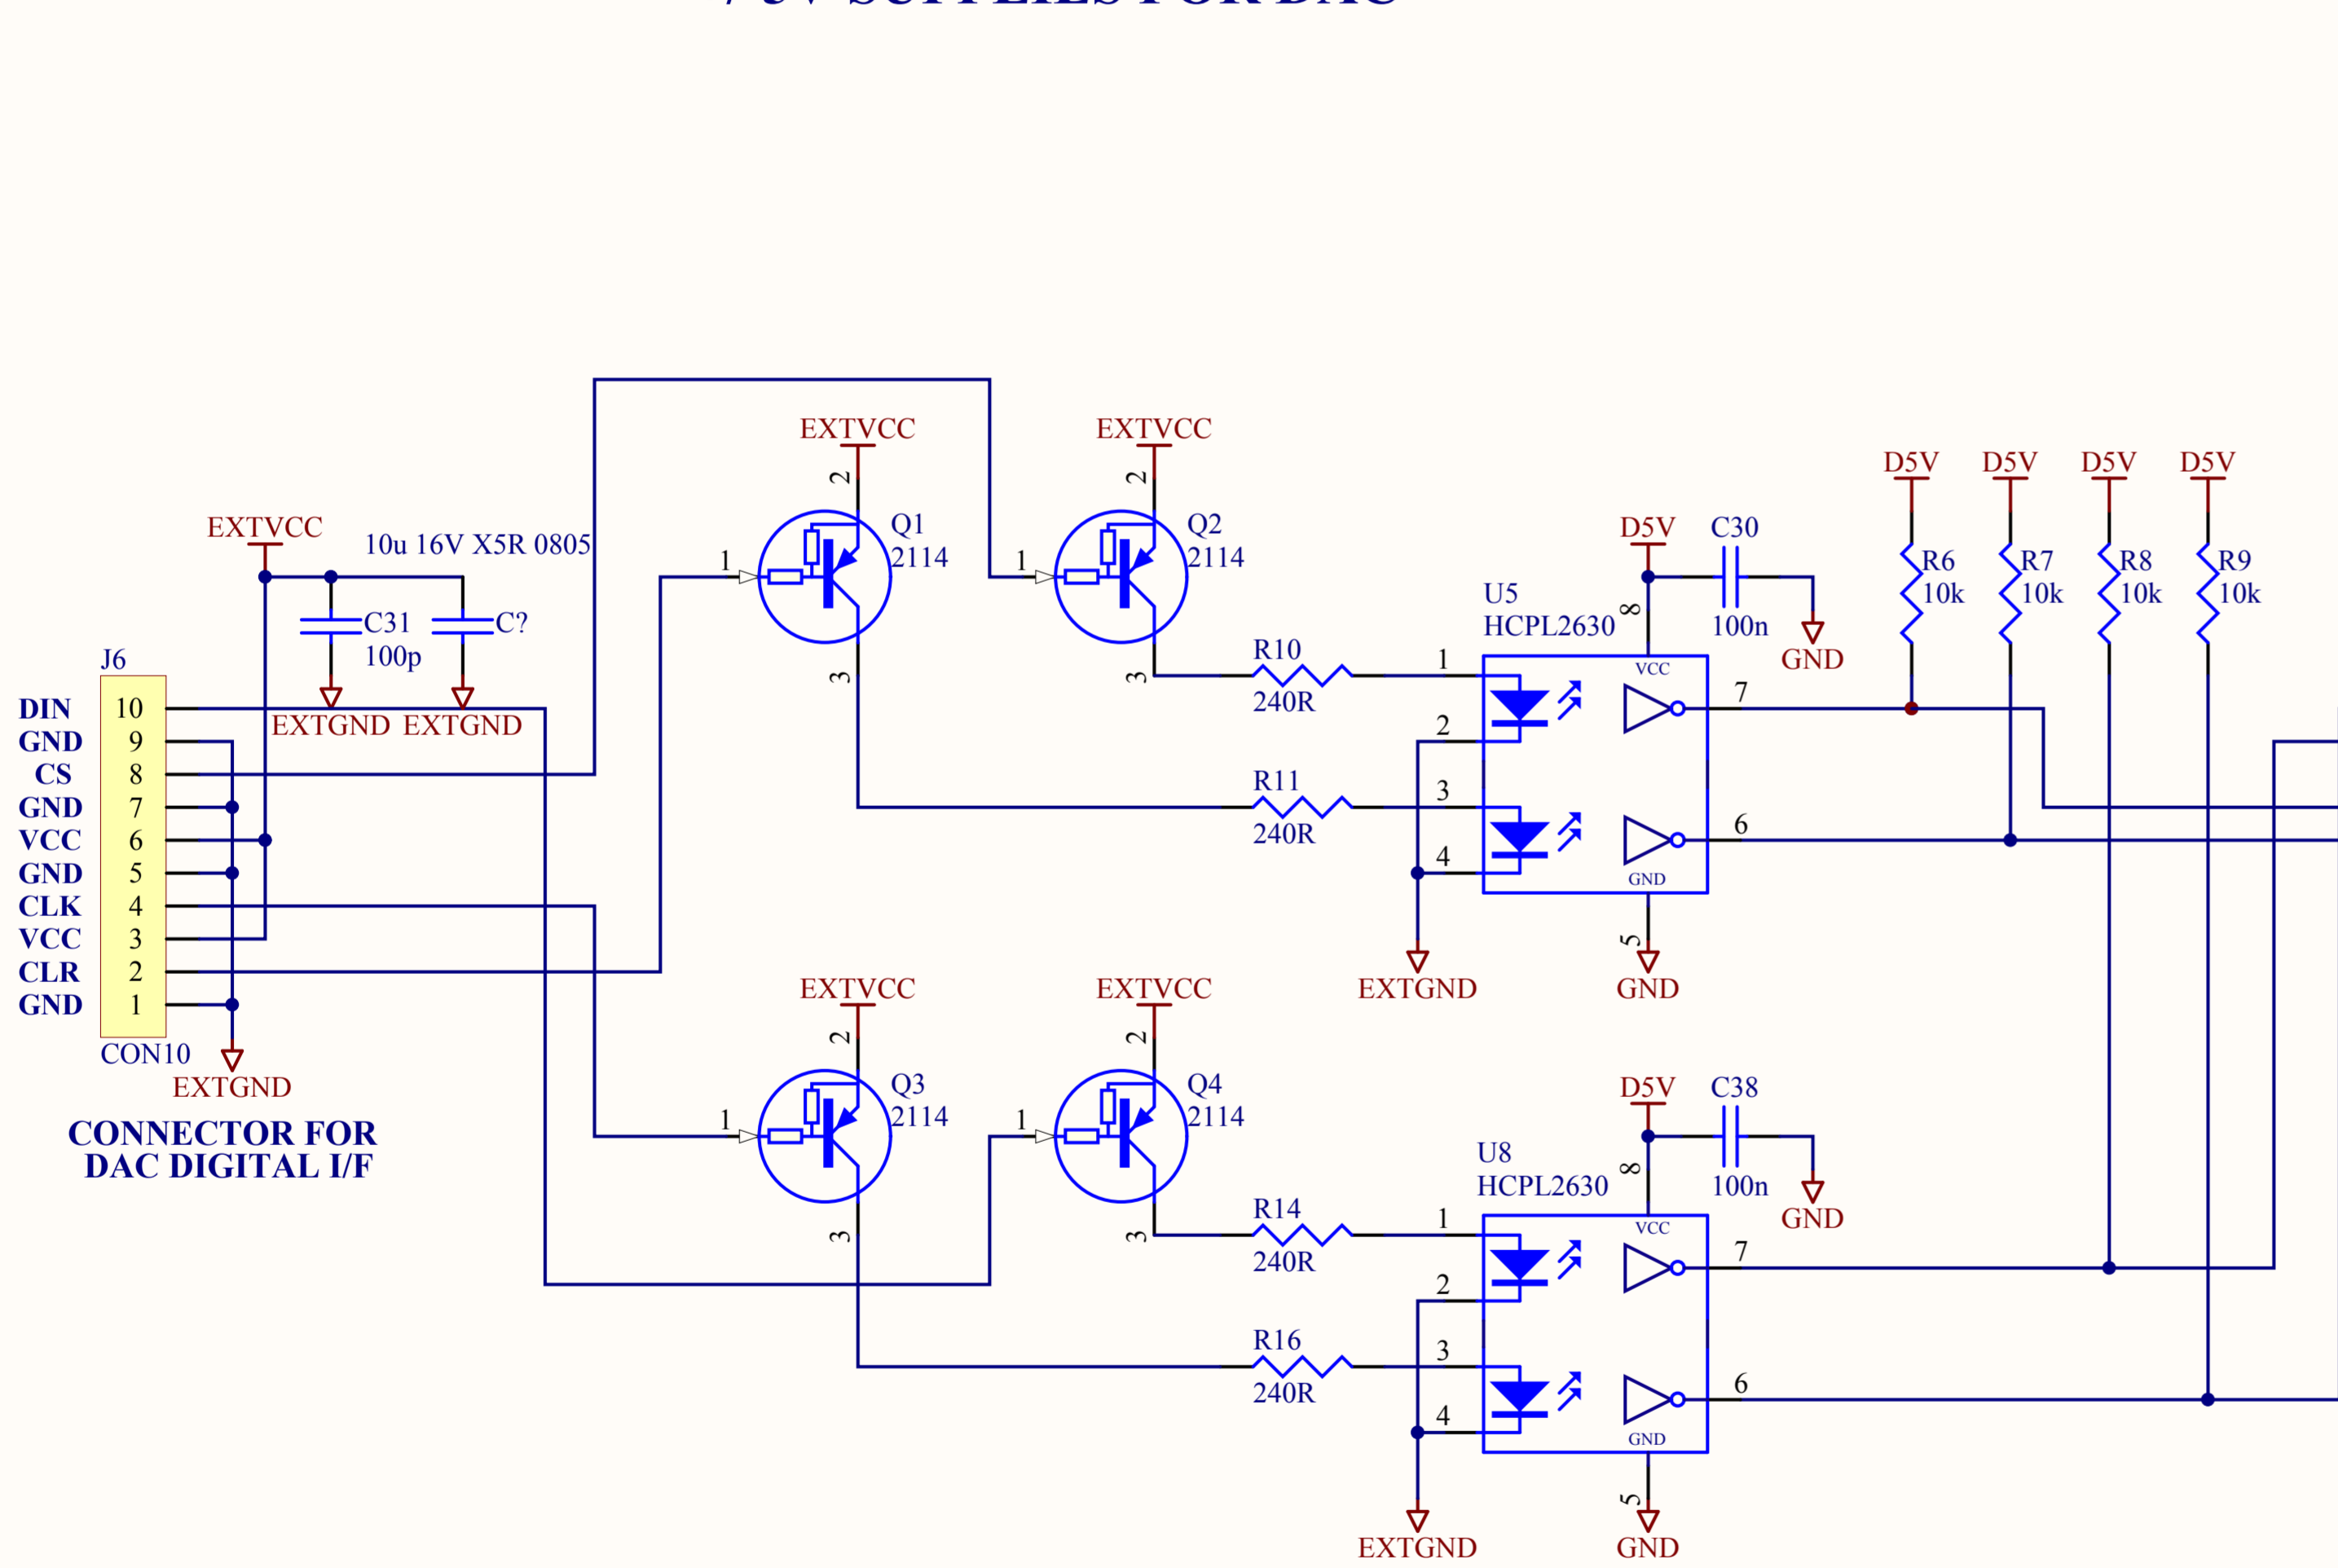 EXTVCC
10u 16V X5R 0805
C31
100p
C?
EXTGND
EXTGND
J6
DIN 10
GND 9
CS 8
GND 7
VCC 6
GND 5
CLK 4
VCC 3
CLR 2
GND 1
CON10
EXTGND
CONNECTOR FOR
DAC DIGITAL I/F
EXTVCC
2
1
Q1
2114
3
EXTVCC
2
1
Q2
2114
3
R10
240R
R11
240R
U5
HCPL2630
D5V
8
C30
100n
GND
1
2
3
4
VCC
GND
7
6
5
EXTGND
GND
D5V
R6
10k
D5V
R7
10k
D5V
R8
10k
D5V
R9
10k
EXTVCC
2
1
Q3
2114
3
EXTVCC
2
1
Q4
2114
3
R14
240R
R16
240R
U8
HCPL2630
D5V
8
C38
100n
GND
1
2
3
4
VCC
GND
7
6
5
EXTGND
GND